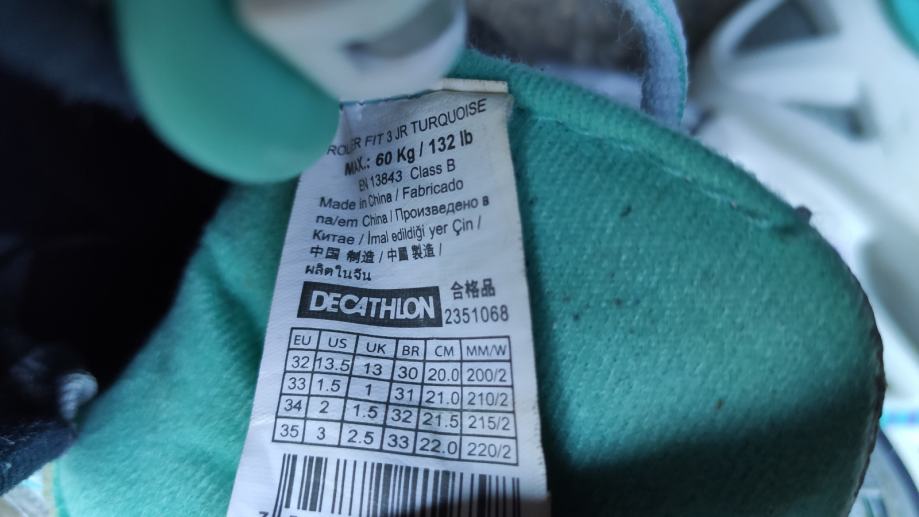 ROLLER FIT 3 JR TURQUOISE
MAX.: 60 Kg / 132 lb
EN 13843 Class B
Made in China / Fabricado
na/em China / Произведено в
Китае / İmal edildiği yer Çin /
中国 制造 / 中國 製造 /
ผลิตในจีน
DECATHLON 合格品
2351068
EU US UK BR CM MM/W
32 13.5 13 30 20.0 200/2
33 1.5 1 31 21.0 210/2
34 2 1.5 32 21.5 215/2
35 3 2.5 33 22.0 220/2